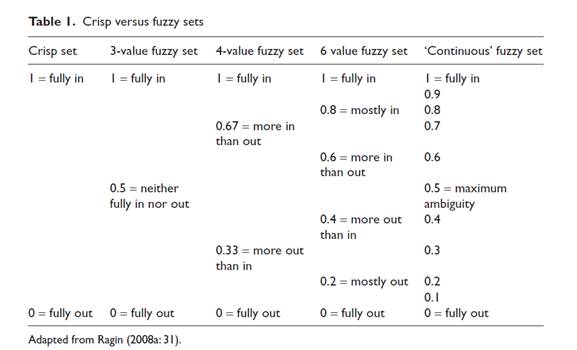 Table 1. Crisp versus fuzzy sets
Crisp set 3-value fuzzy set 4-value fuzzy set 6 value fuzzy set ‘Continuous’ fuzzy set
1 = fully in 1 = fully in 1 = fully in 1 = fully in 1 = fully in
0.9
0.8 = mostly in 0.8
0.67 = more in 0.7
than out
0.6 = more in 0.6
than out
0.5 = neither 0.5 = maximum
fully in nor out ambiguity
0.4 = more out 0.4
than in
0.33 = more out 0.3
than in
0.2 = mostly out 0.2
0.1
0 = fully out 0 = fully out 0 = fully out 0 = fully out 0 = fully out
Adapted from Ragin (2008a: 31).